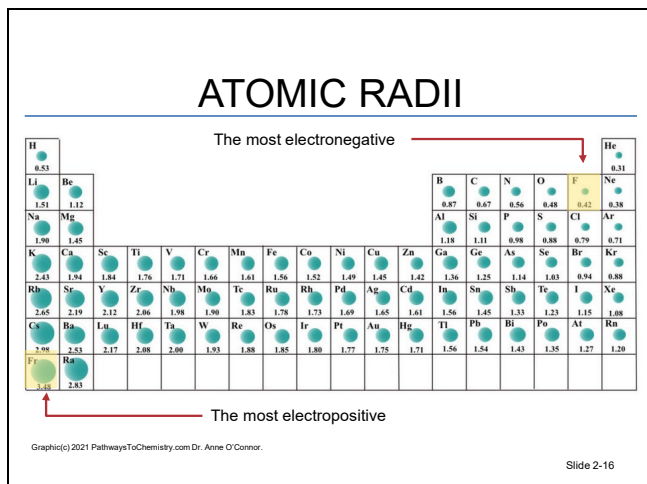 ATOMIC RADII
The most electronegative
H He
0.53 0.31
Li Be B C N O F Ne
1.51 1.12 0.87 0.67 0.56 0.48 0.42 0.38
Na Mg Al Si P S Cl Ar
1.90 1.45 1.18 1.11 0.98 0.88 0.79 0.71
K Ca Sc Ti V Cr Mn Fe Co Ni Cu Zn Ga Ge As Se Br Kr
2.43 1.94 1.84 1.76 1.71 1.66 1.61 1.56 1.52 1.49 1.45 1.42 1.36 1.25 1.14 1.03 0.94 0.88
Rb Sr Y Zr Nb Mo Tc Ru Rh Pd Ag Cd In Sn Sb Te I Xe
2.65 2.19 2.12 2.06 1.98 1.90 1.83 1.78 1.73 1.69 1.65 1.61 1.56 1.45 1.33 1.23 1.15 1.08
Cs Ba Lu Hf Ta W Re Os Ir Pt Au Hg Tl Pb Bi Po At Rn
2.98 2.53 2.17 2.08 2.00 1.93 1.88 1.85 1.80 1.77 1.75 1.71 1.56 1.54 1.43 1.35 1.27 1.20
Fr Ra
3.48 2.83
The most electropositive
Graphic(c) 2021 PathwaysToChemistry.com Dr. Anne O'Connor.
Slide 2-16